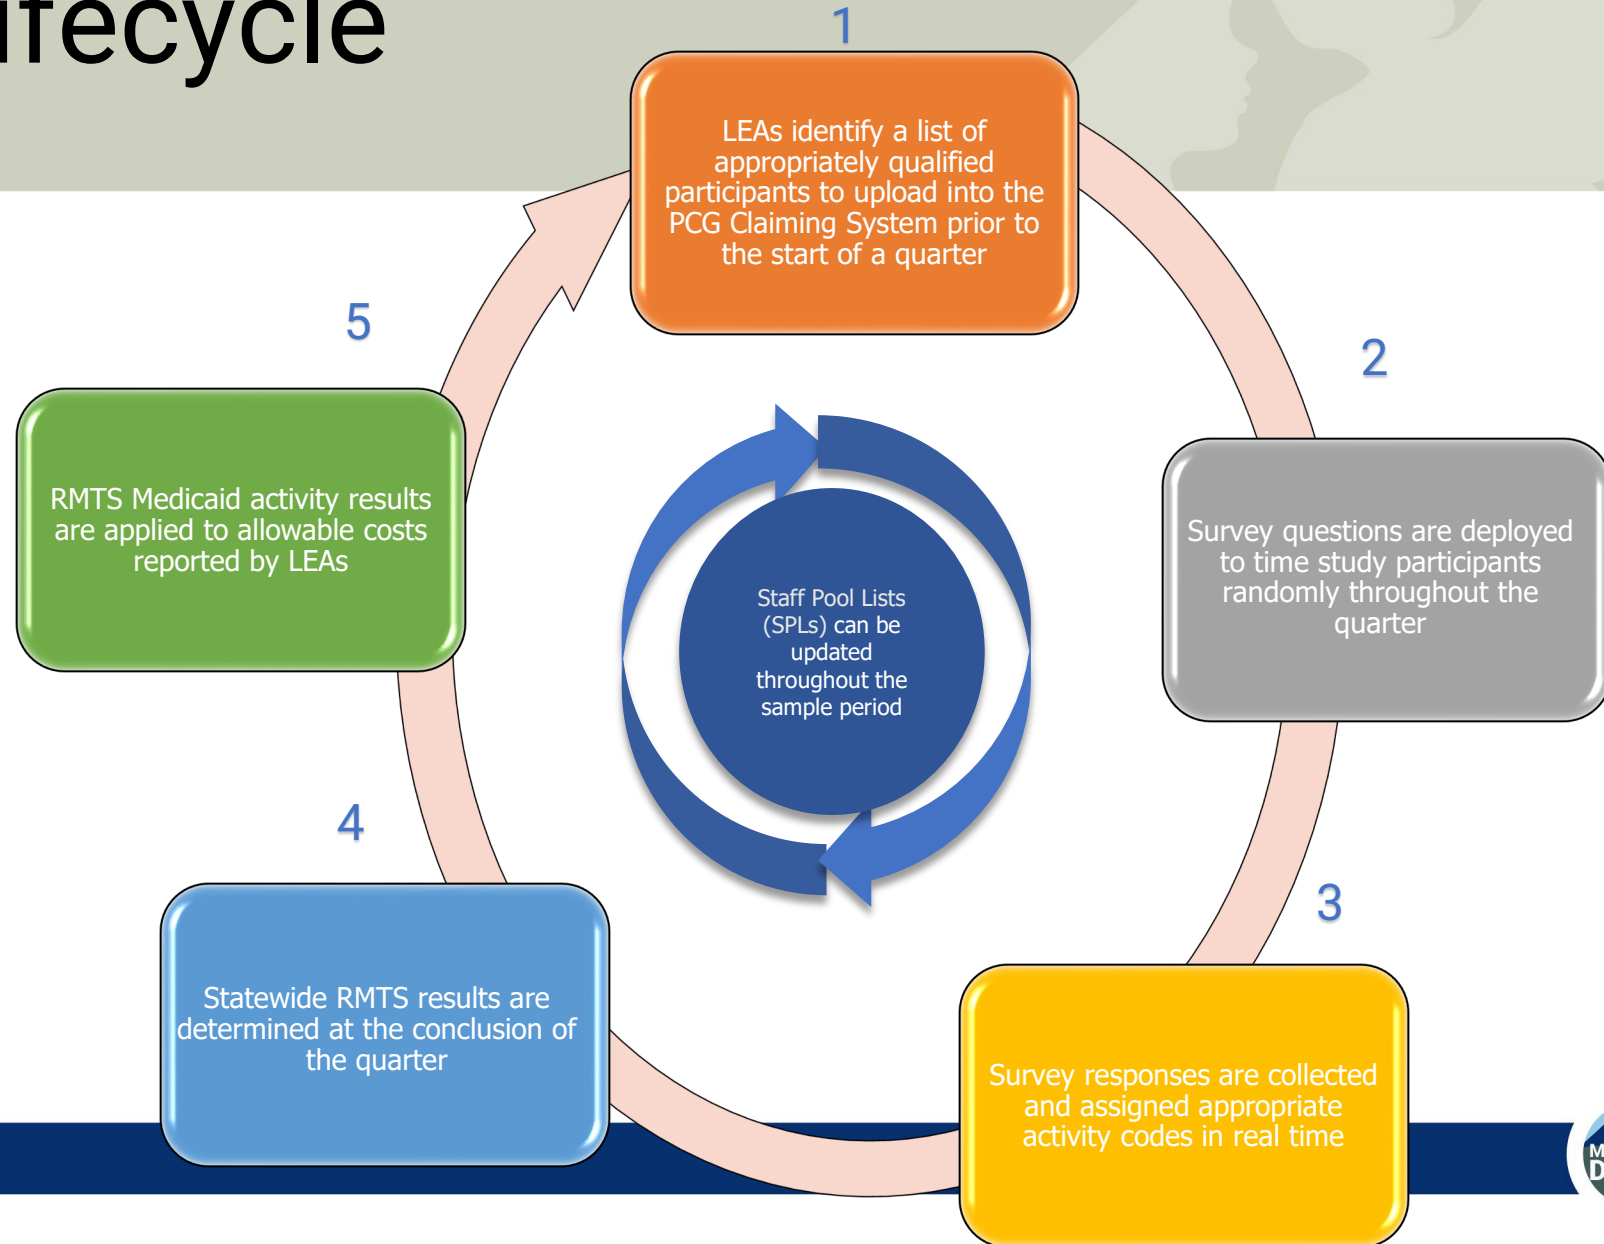 ifecycle
1
LEAs identify a list of
appropriately qualified
participants to upload into the
PCG Claiming System prior to
the start of a quarter
2
Survey questions are deployed
to time study participants
randomly throughout the
quarter
3
Survey responses are collected
and assigned appropriate
activity codes in real time
4
Statewide RMTS results are
determined at the conclusion of
the quarter
5
RMTS Medicaid activity results
are applied to allowable costs
reported by LEAs
Staff Pool Lists
(SPLs) can be
updated
throughout the
sample period